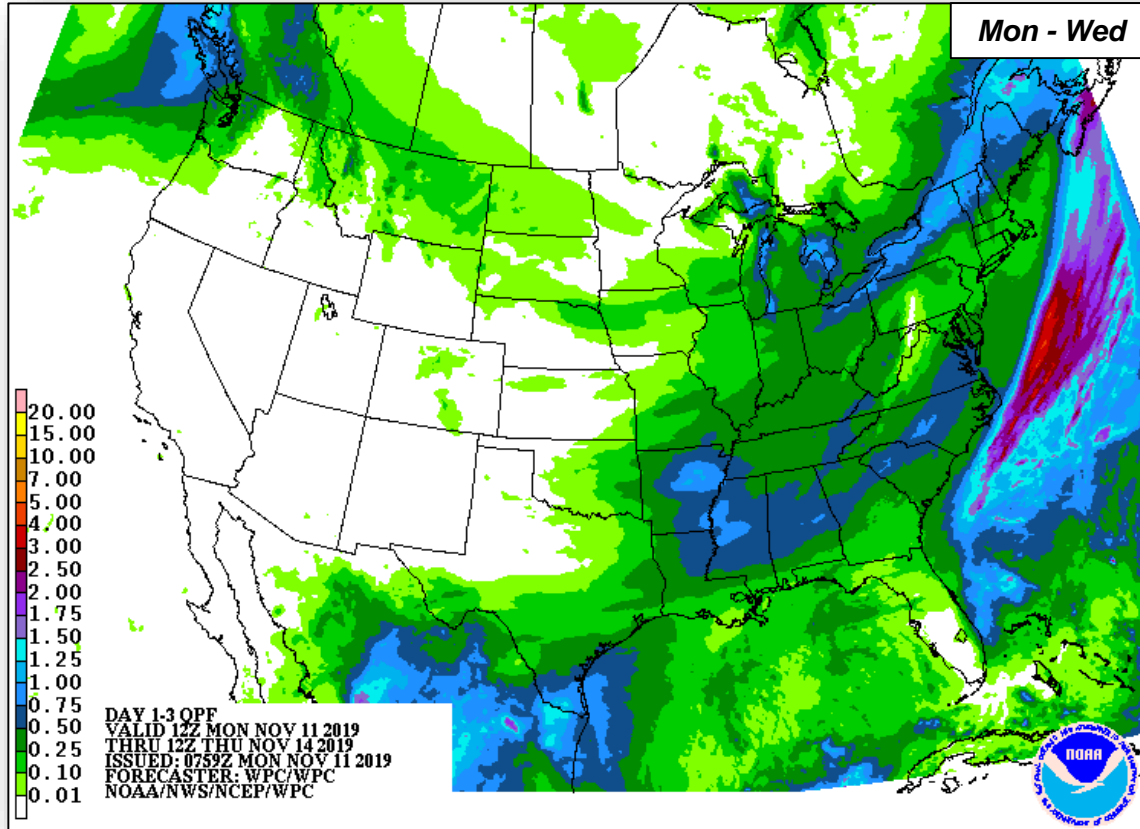 Mon - Wed
20.00
15.00
10.00
7.00
5.00
4.00
3.00
2.50
2.00
1.75
1.50
1.25
1.00
0.75
0.50
0.25
0.10
0.01
DAY 1-3 QPF
VALID 12Z MON NOV 11 2019
THRU 12Z THU NOV 14 2019
ISSUED: 0759Z MON NOV 11 2019
FORECASTER: WPC/WPC
NOAA/NWS/NCEP/WPC
NOAA